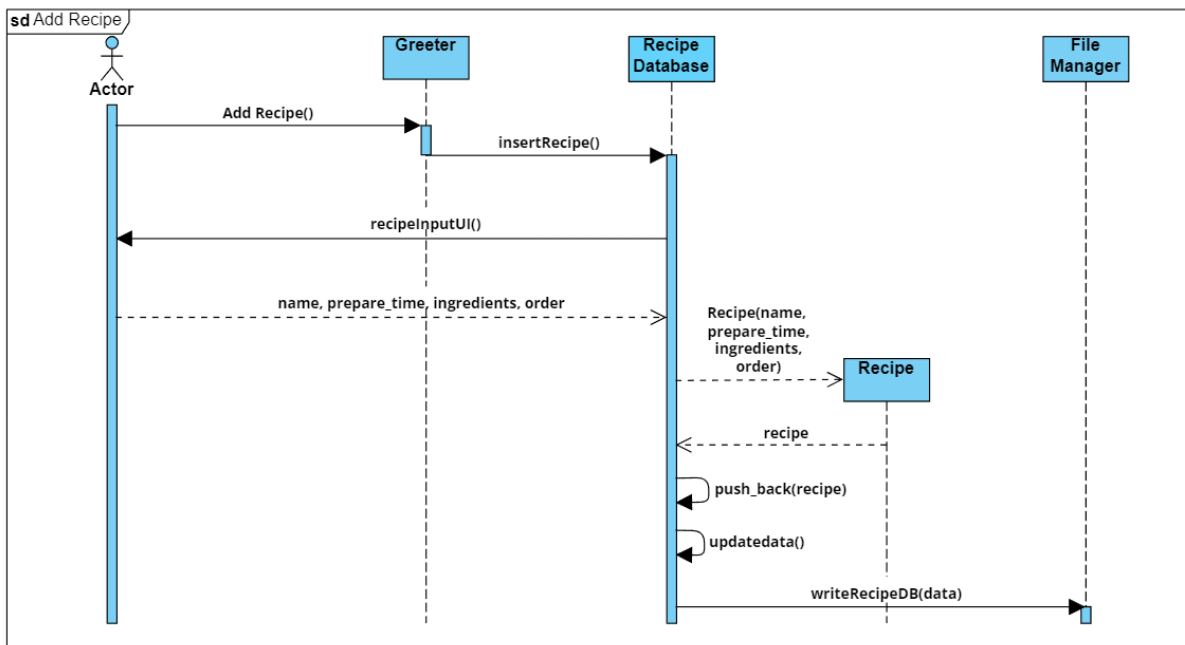 sd Add Recipe
Actor
Greeter
Recipe
Database
File
Manager
Add Recipe()
insertRecipe()
recipeInputUI()
name, prepare_time, ingredients, order
Recipe(name,
prepare_time,
ingredients,
order)
Recipe
recipe
push_back(recipe)
updatedata()
writeRecipeDB(data)